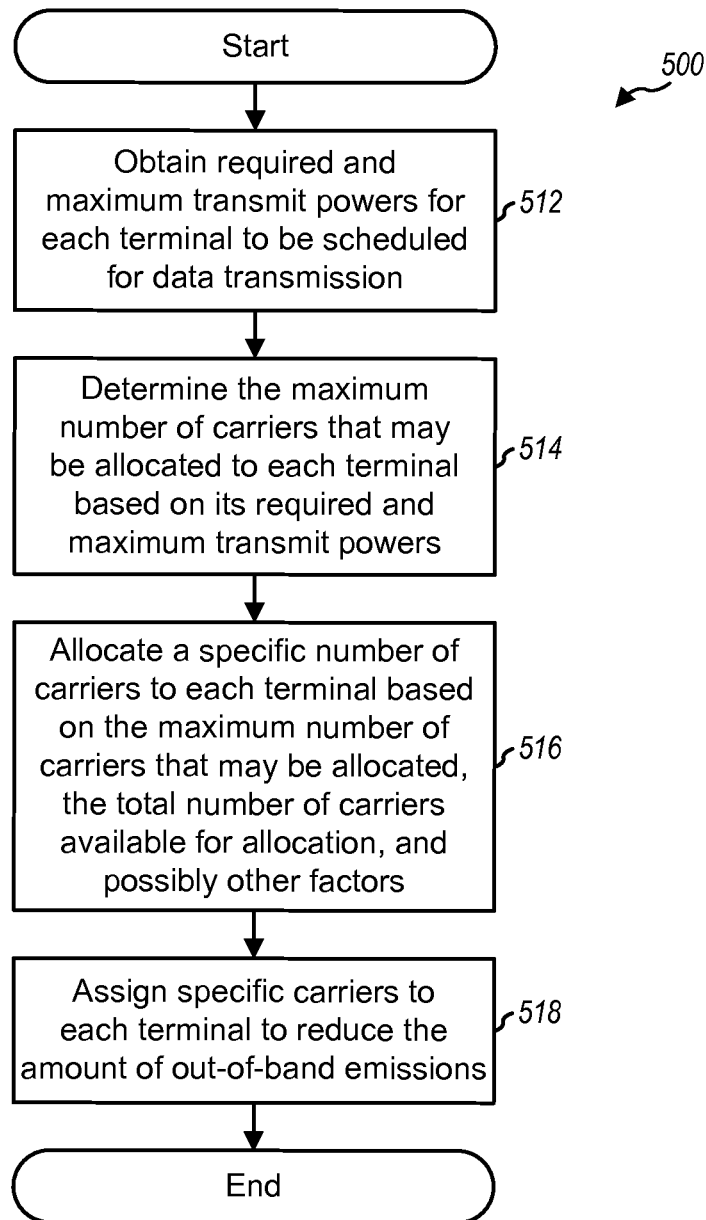 Start
500
Obtain required and
maximum transmit powers for
each terminal to be scheduled
for data transmission
512
Determine the maximum
number of carriers that may
be allocated to each terminal
based on its required and
maximum transmit powers
514
Allocate a specific number of
carriers to each terminal based
on the maximum number of
carriers that may be allocated,
the total number of carriers
available for allocation, and
possibly other factors
516
Assign specific carriers to
each terminal to reduce the
amount of out-of-band emissions
518
End